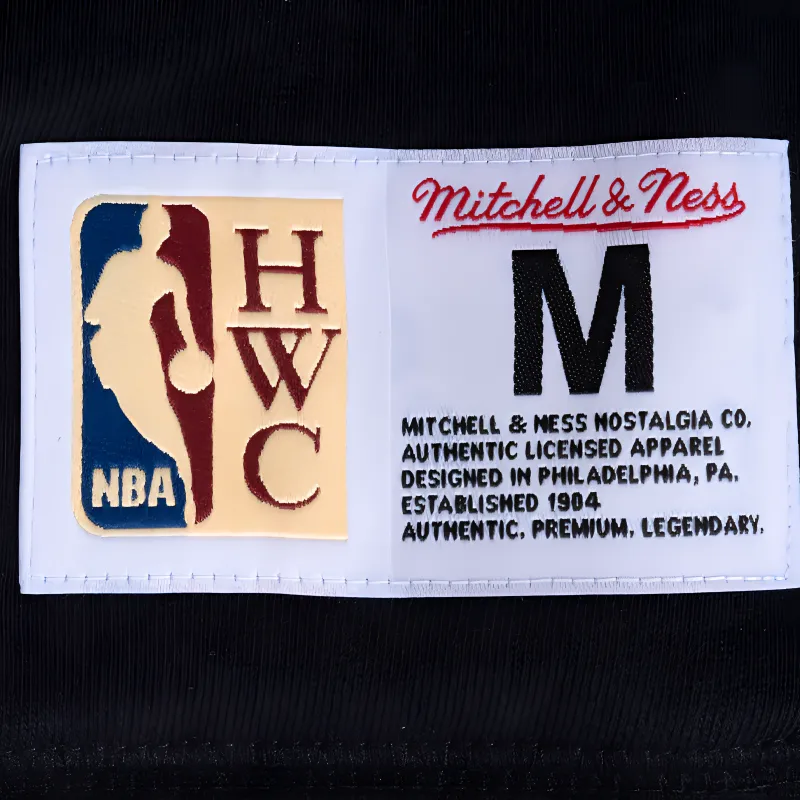 NBA
H
W
C
Mitchell & Ness
M
MITCHELL & NESS NOSTALGIA CO.
AUTHENTIC LICENSED APPAREL
DESIGNED IN PHILADELPHIA, PA.
ESTABLISHED 1904
AUTHENTIC. PREMIUM. LEGENDARY.